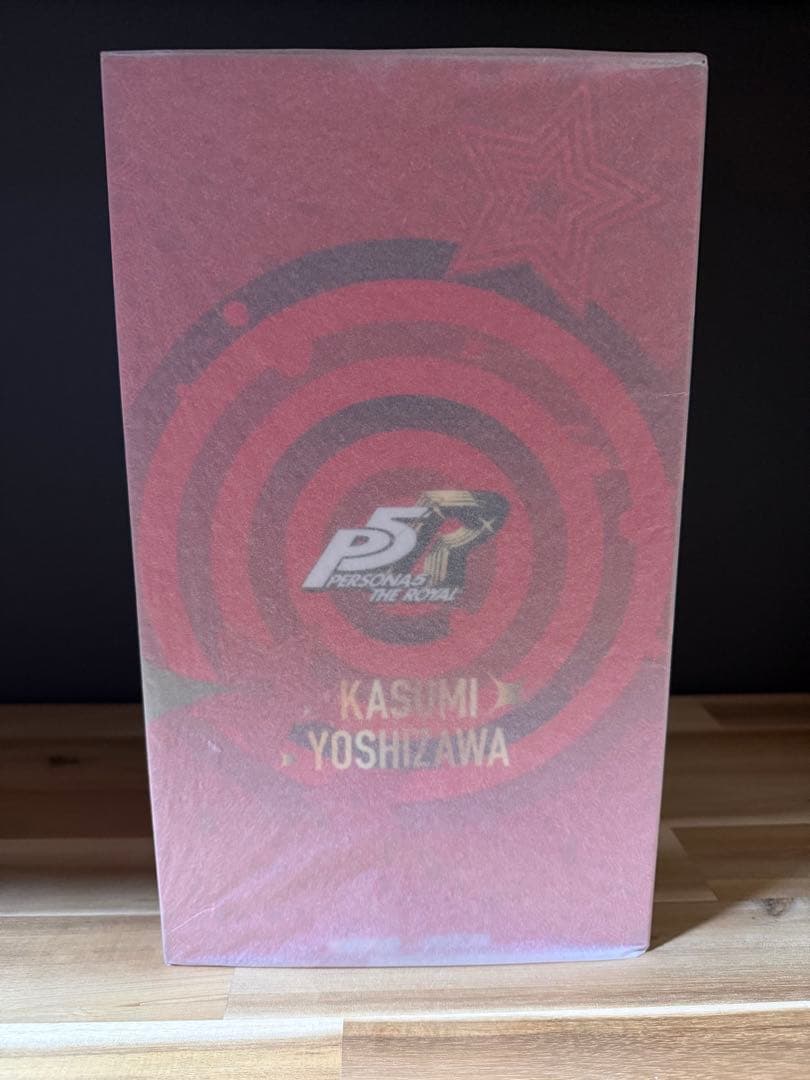 P5R
PERSONA5
THE ROYAL
KASUMI
YOSHIZAWA